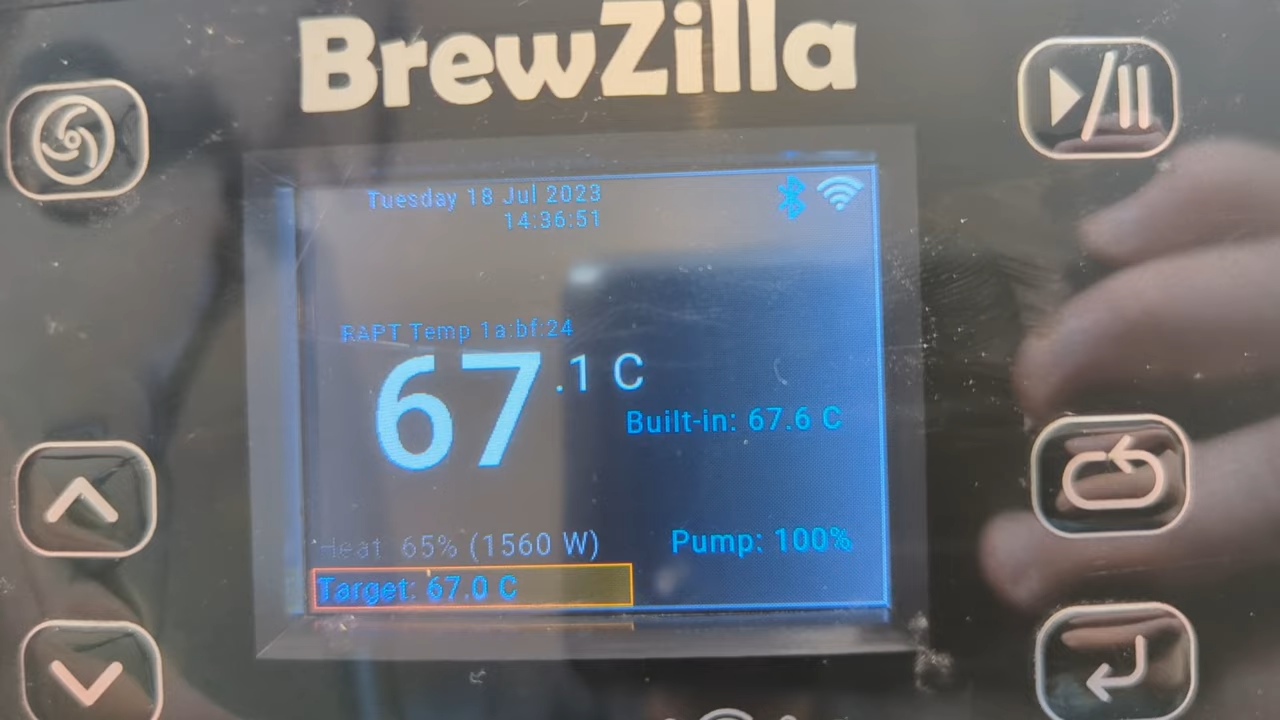 BrewZilla
Tuesday 18 Jul 2023
14:36:51
RAPT Temp 1a:bf:24
67.1 C
Built-in: 67.6 C
Heat 65% (1560 W)
Pump: 100%
Target: 67.0 C